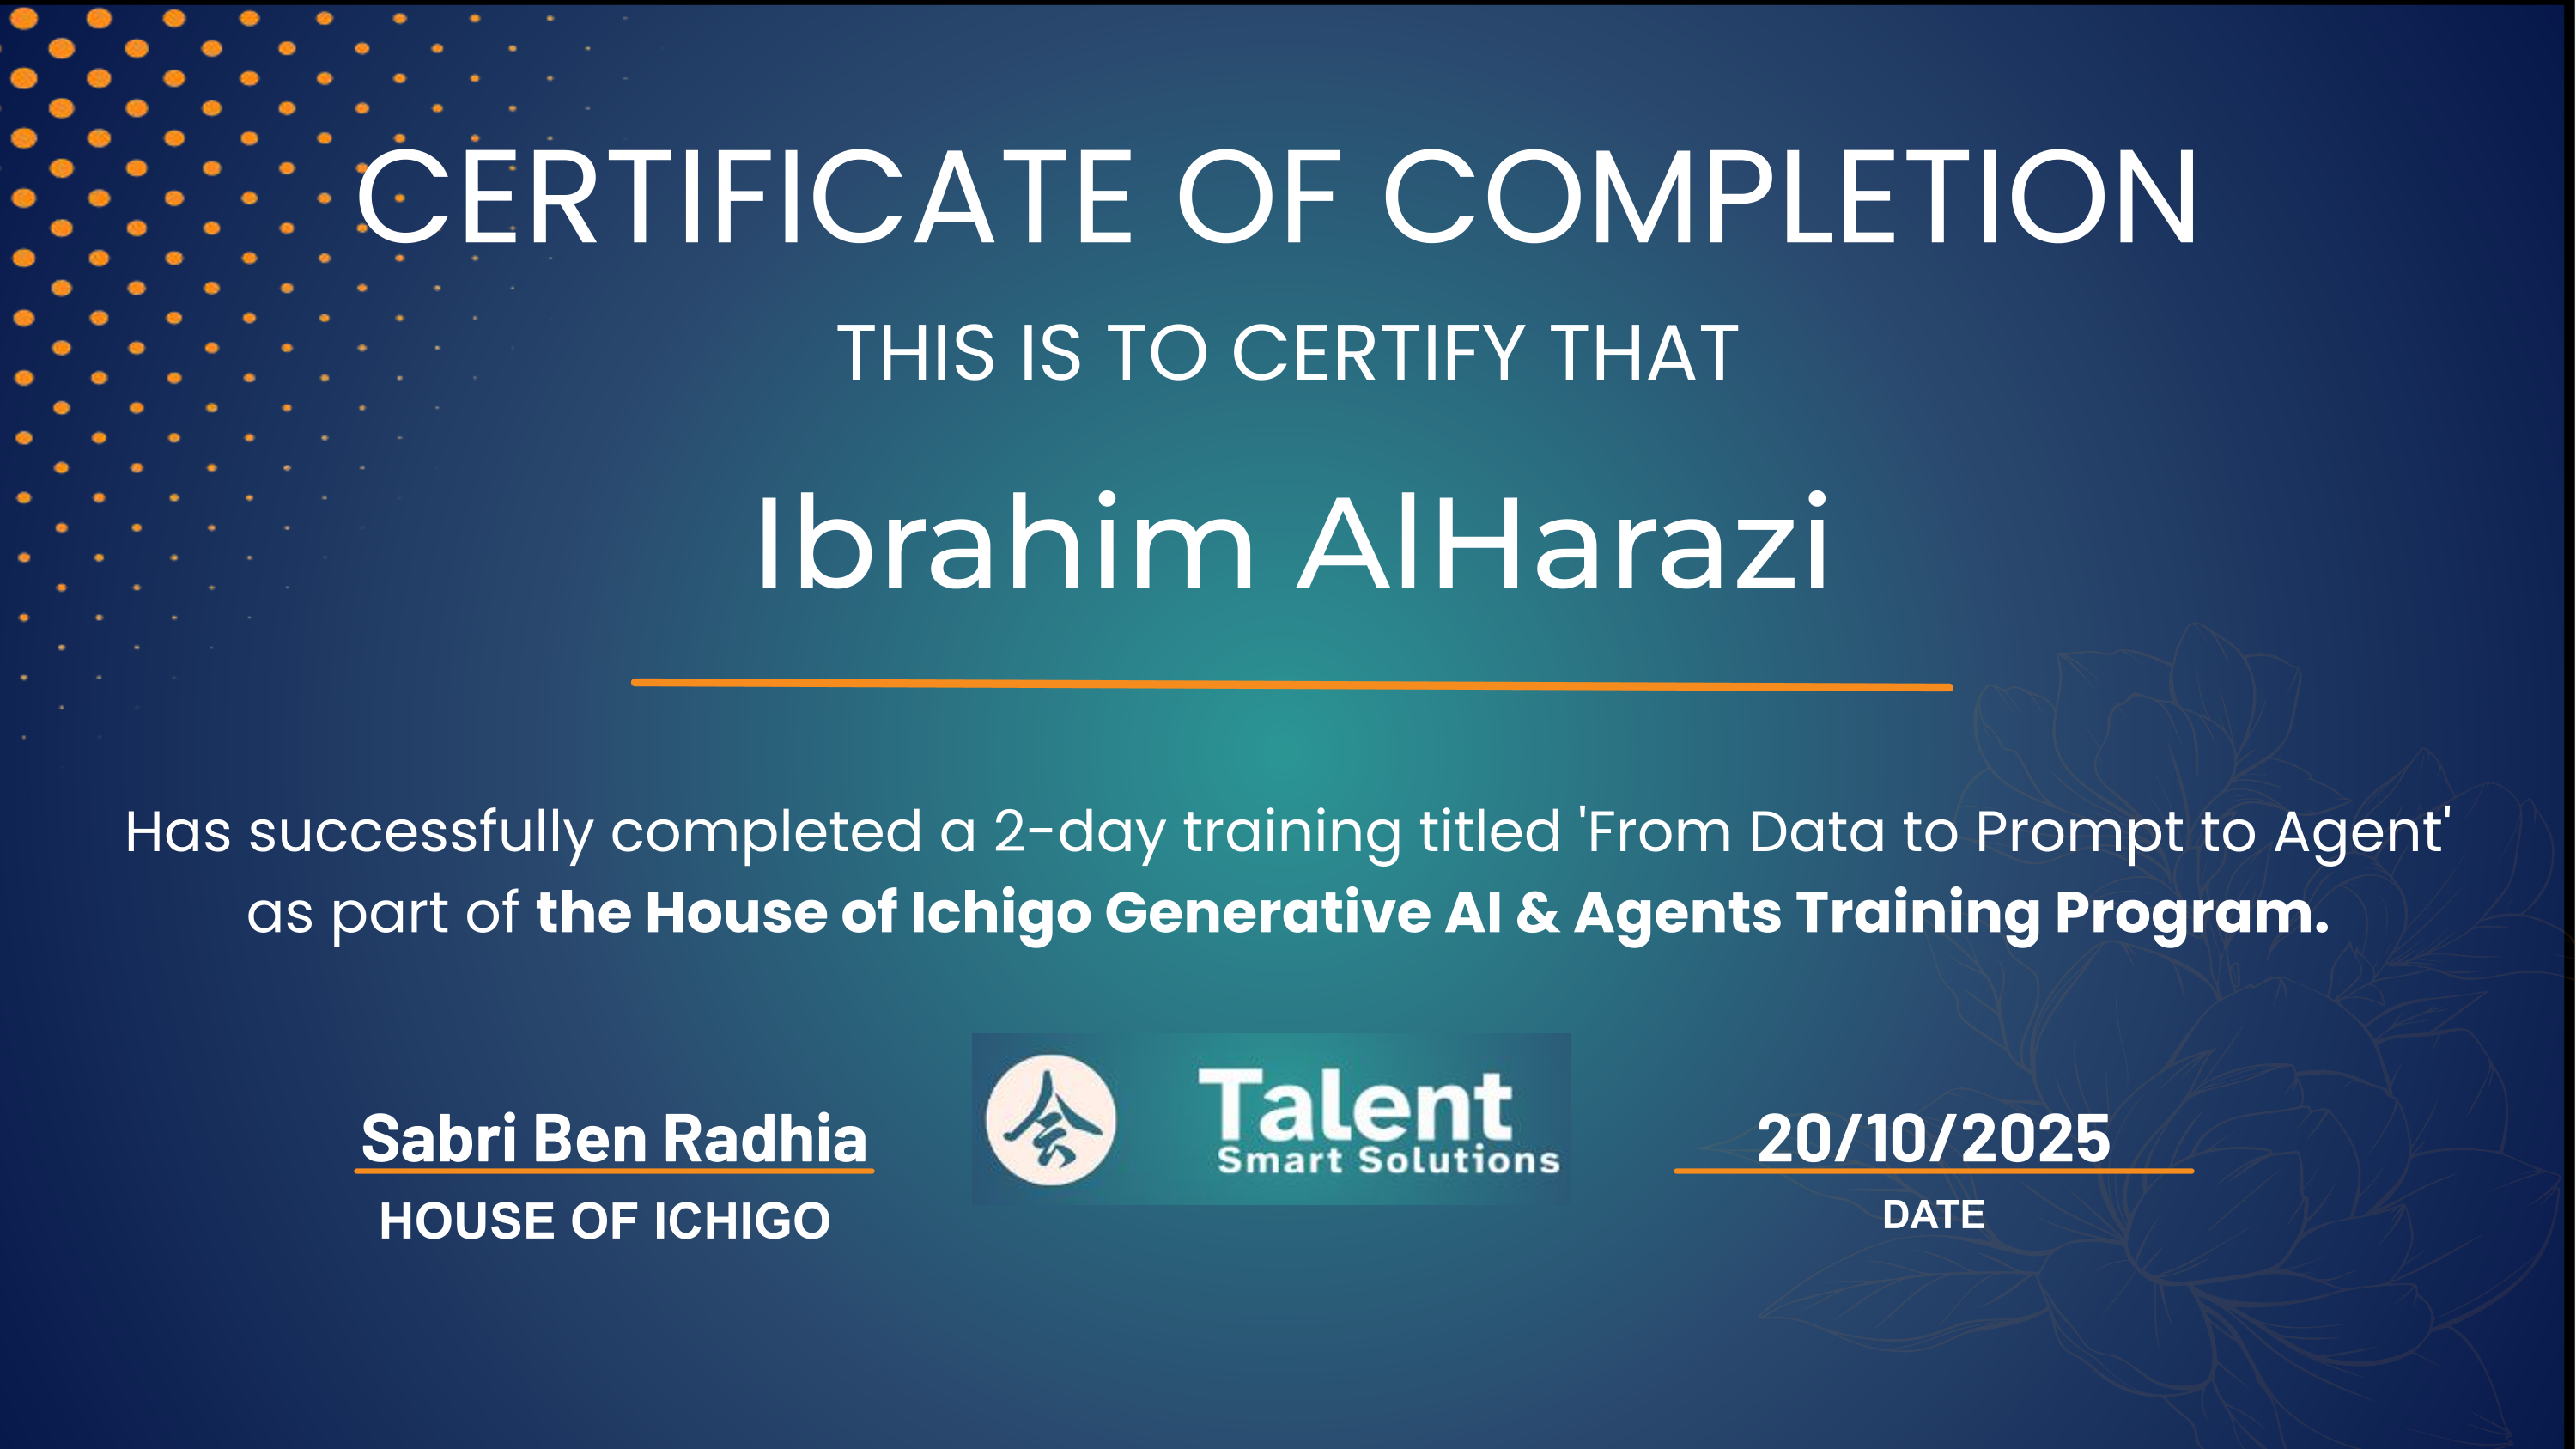 CERTIFICATE OF COMPLETION
THIS IS TO CERTIFY THAT
Ibrahim AlHarazi
Has successfully completed a 2-day training titled 'From Data to Prompt to Agent'
as part of the House of Ichigo Generative AI & Agents Training Program.
Talent
Smart Solutions
Sabri Ben Radhia
HOUSE OF ICHIGO
20/10/2025
DATE